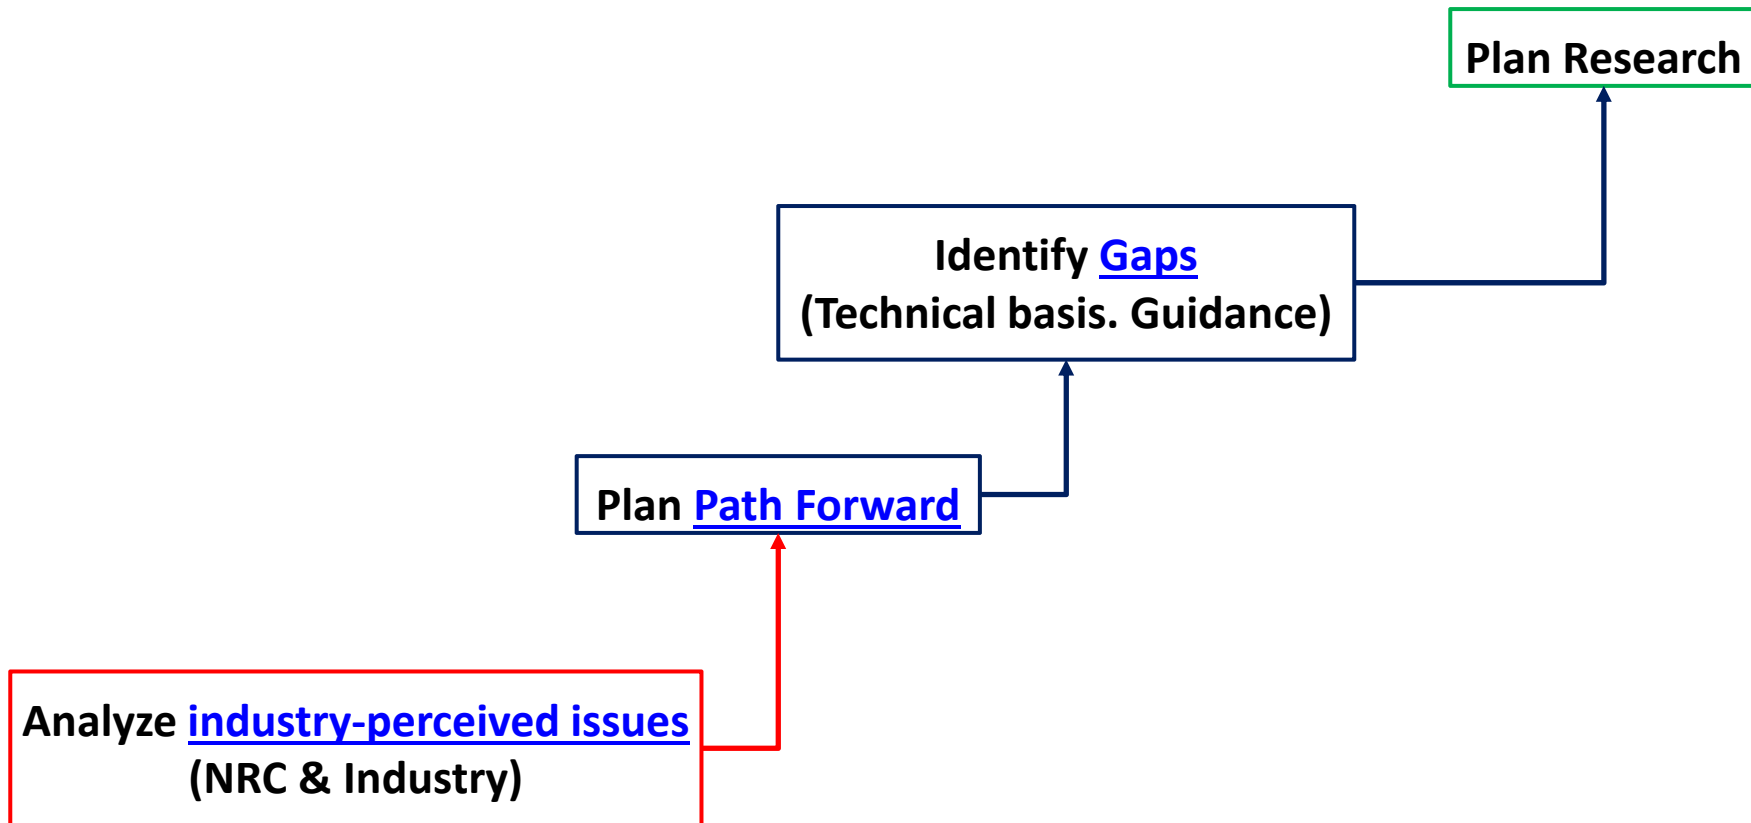 Plan Research
Identify Gaps
(Technical basis. Guidance)
Plan Path Forward
Analyze industry-perceived issues
(NRC & Industry)